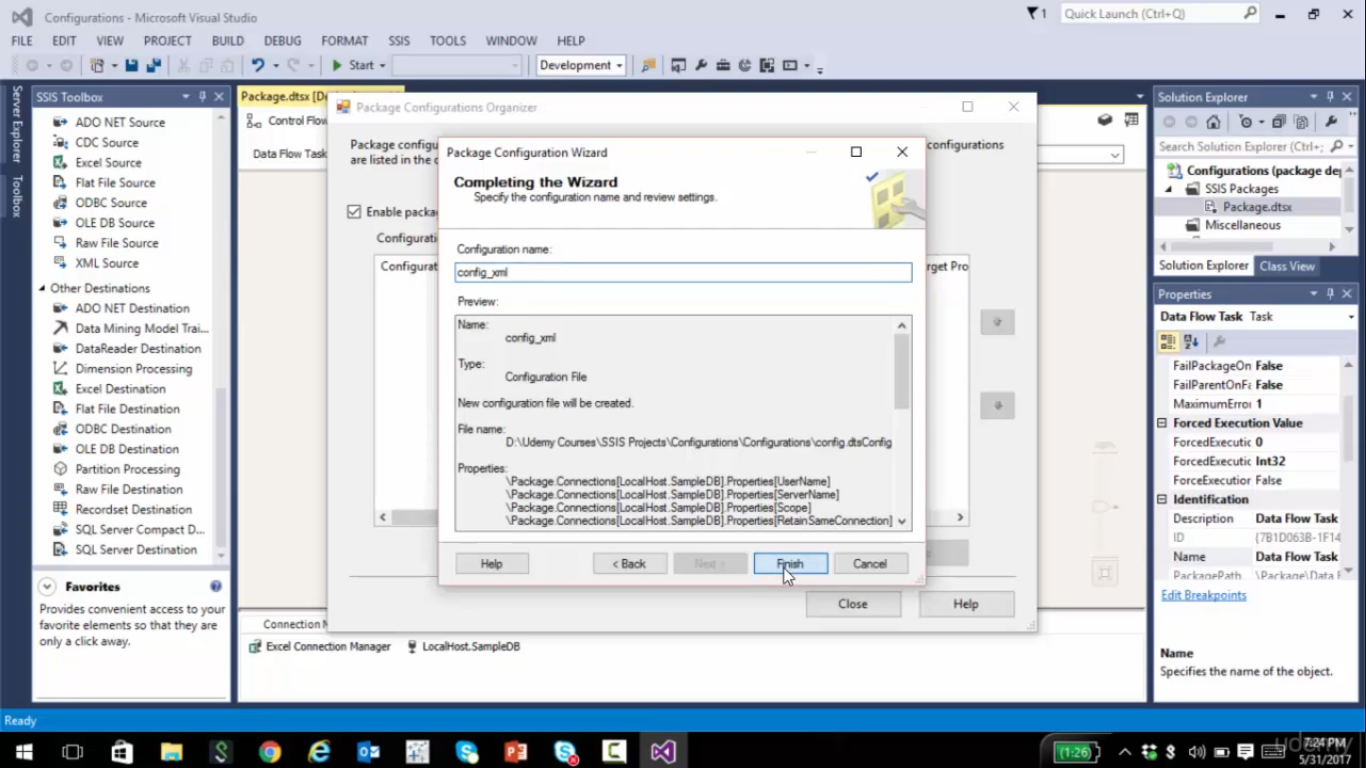 Configurations - Microsoft Visual Studio
1
Quick Launch (Ctrl+Q)
FILE EDIT VIEW PROJECT BUILD DEBUG FORMAT SSIS TOOLS WINDOW HELP
Start
Development
Server Explorer
Toolbox
SSIS Toolbox
ADO NET Source
CDC Source
Excel Source
Flat File Source
ODBC Source
OLE DB Source
Raw File Source
XML Source
Other Destinations
ADO NET Destination
Data Mining Model Trai...
DataReader Destination
Dimension Processing
Excel Destination
Flat File Destination
ODBC Destination
OLE DB Destination
Partition Processing
Raw File Destination
Recordset Destination
SQL Server Compact D...
SQL Server Destination
Favorites
Provides convenient access to your
favorite elements so that they are
only a click away.
Package.dtsx [De
Control Flow
Data Flow Task
Package Configurations Organizer
Package configu
configurations
are listed in the
Enable packa
Configurati
Configurat
rget Pro
Close
Help
Package Configuration Wizard
Completing the Wizard
Specify the configuration name and review settings.
Configuration name:
config_xml
Preview:
Name:
config_xml
Type:
Configuration File
New configuration file will be created.
File name:
D:\Udemy Courses\SSIS Projects\Configurations\Configurations\config.dtsConfig
Properties:
\Package.Connections[LocalHost.SampleDB].Properties[UserName]
\Package.Connections[LocalHost.SampleDB].Properties[ServerName]
\Package.Connections[LocalHost.SampleDB].Properties[Scope]
\Package.Connections[LocalHost.SampleDB].Properties[RetainSameConnection]
Help
< Back
Next >
Finish
Cancel
Connection M
Excel Connection Manager
LocalHost.SampleDB
Solution Explorer
Search Solution Explorer (Ctrl+;
Configurations (package dep
SSIS Packages
Package.dtsx
Miscellaneous
Solution Explorer
Class View
Properties
Data Flow Task Task
FailPackageOn False
FailParentOnFa False
MaximumError 1
Forced Execution Value
ForcedExecutic 0
ForcedExecutic Int32
ForceExecution False
Identification
Description Data Flow Task
ID {7B1D063B-1F14
Name Data Flow Task
PackagePath \Package\Data F
Edit Breakpoints
Name
Specifies the name of the object.
Ready
(1:26)
7:24 PM
5/31/2017
udemy